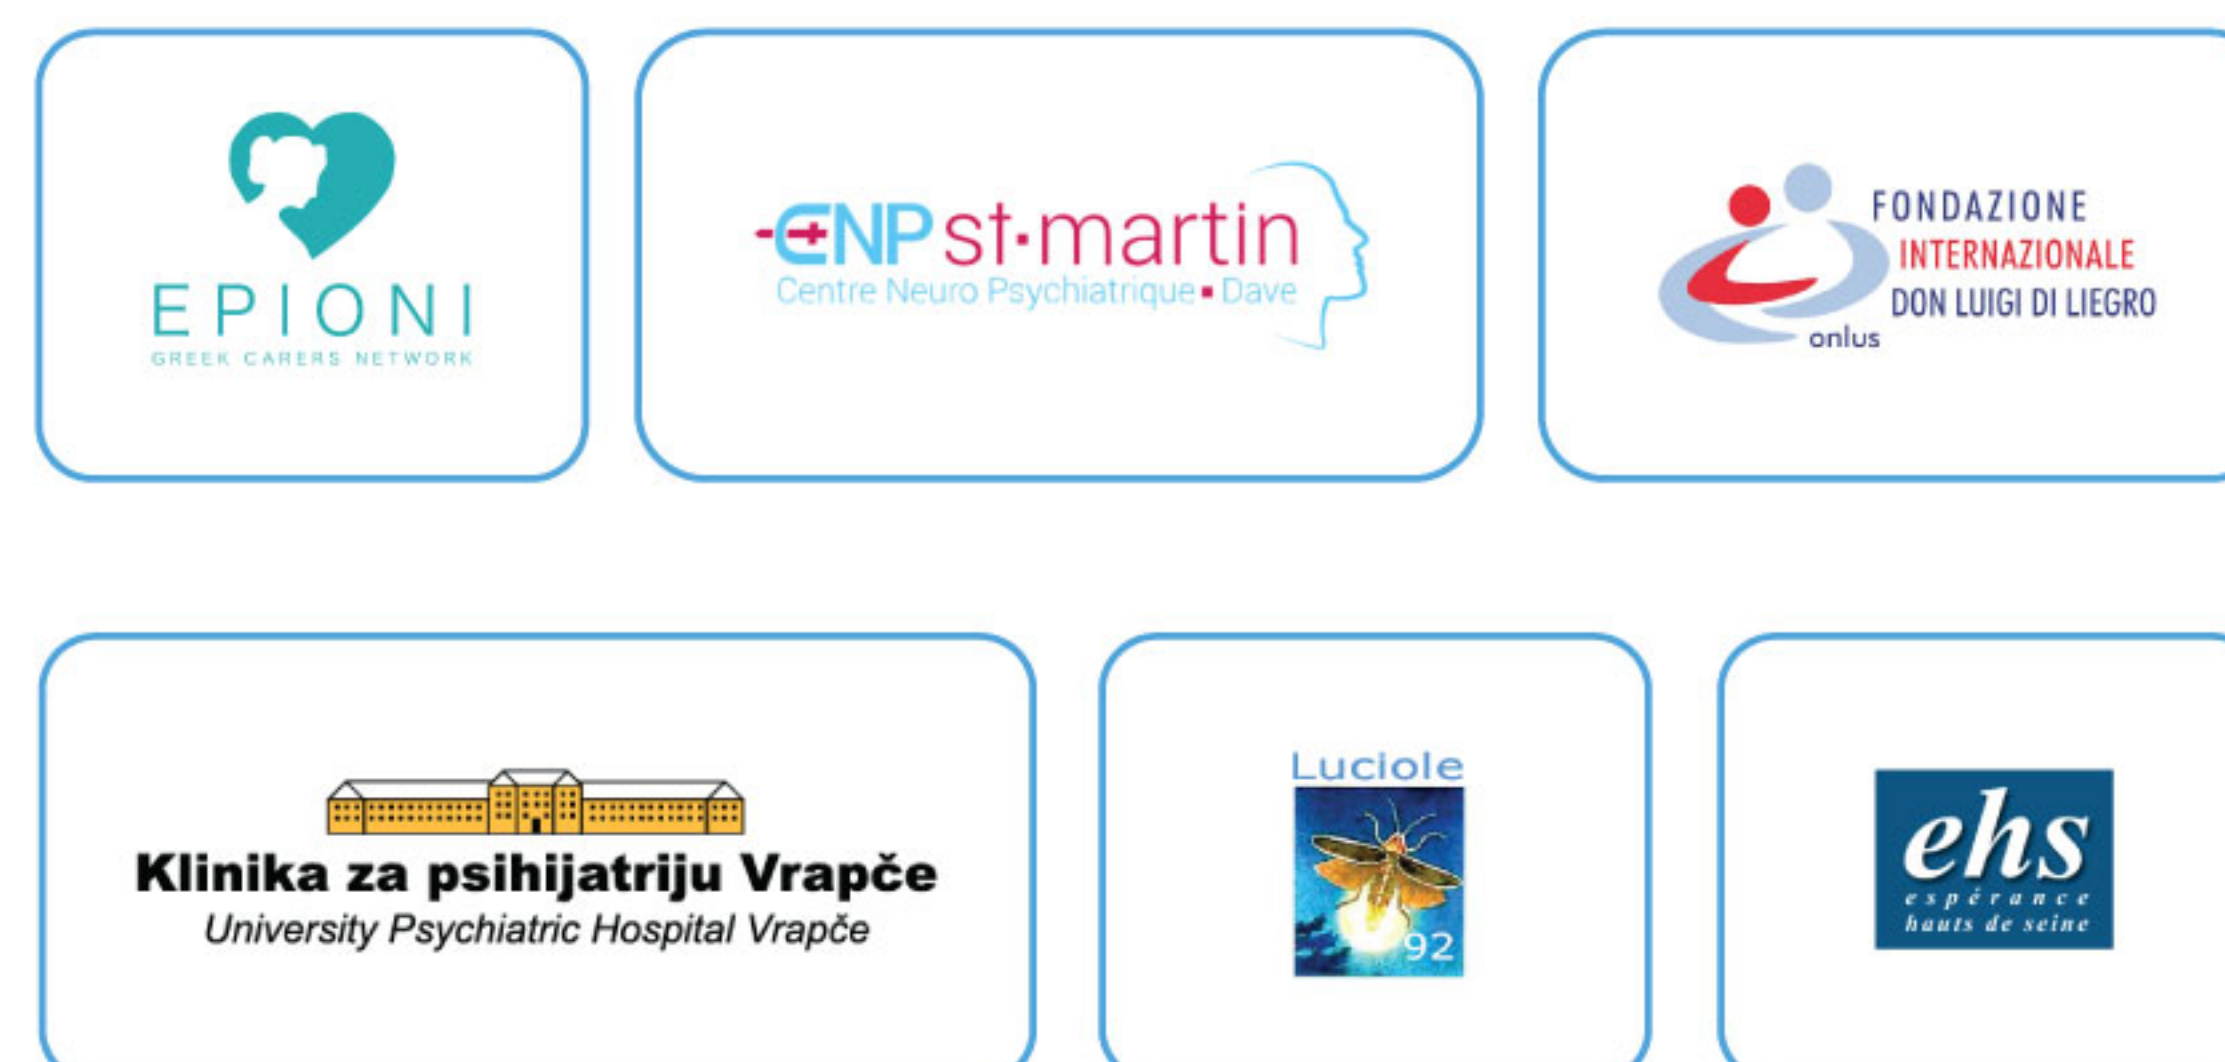 EPIONI
GREEK CARERS NETWORK
CNP st·martin
Centre Neuro Psychiatrique ▪ Dave
FONDAZIONE
INTERNAZIONALE
DON LUIGI DI LIEGRO
onlus
Klinika za psihijatriju Vrapče
University Psychiatric Hospital Vrapče
Luciole
92
ehs
espérance
hauts de seine